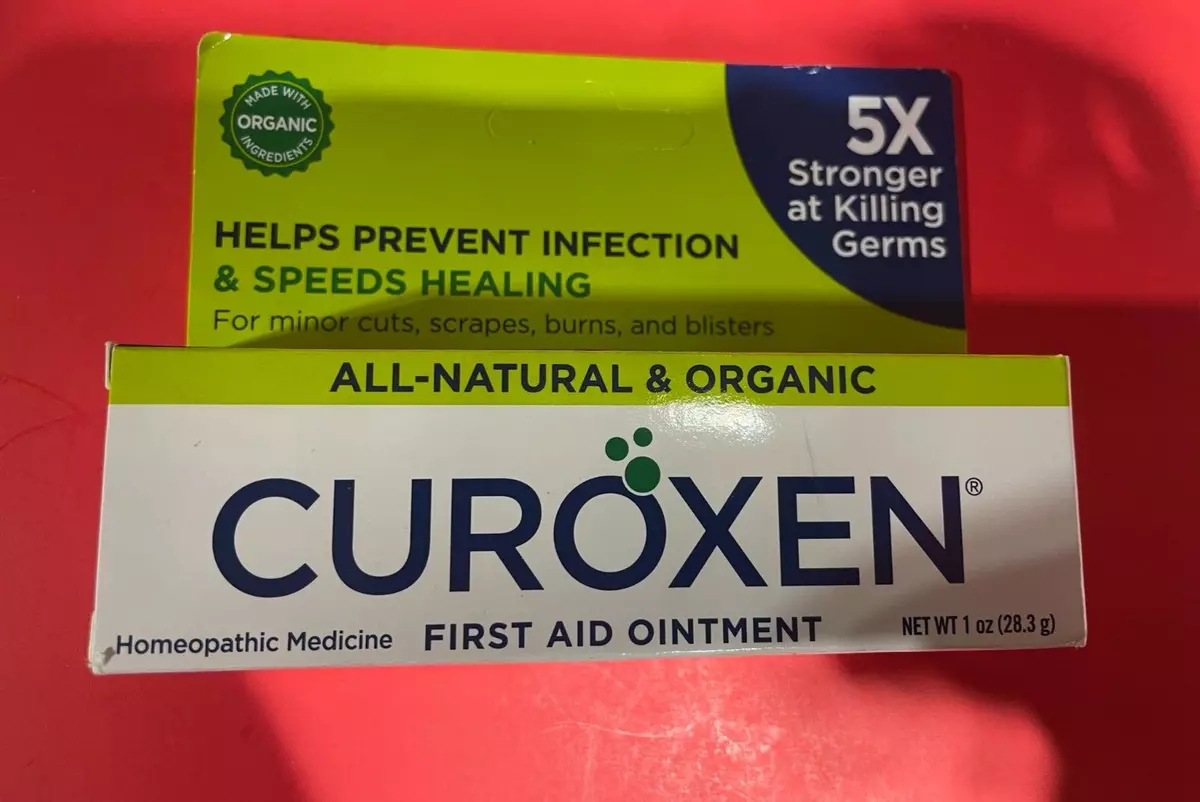 MADE WITH
ORGANIC
INGREDIENTS
5X
Stronger
at Killing
Germs
HELPS PREVENT INFECTION
& SPEEDS HEALING
For minor cuts, scrapes, burns, and blisters
ALL-NATURAL & ORGANIC
CUROXEN®
Homeopathic Medicine FIRST AID OINTMENT NET WT 1 oz (28.3 g)